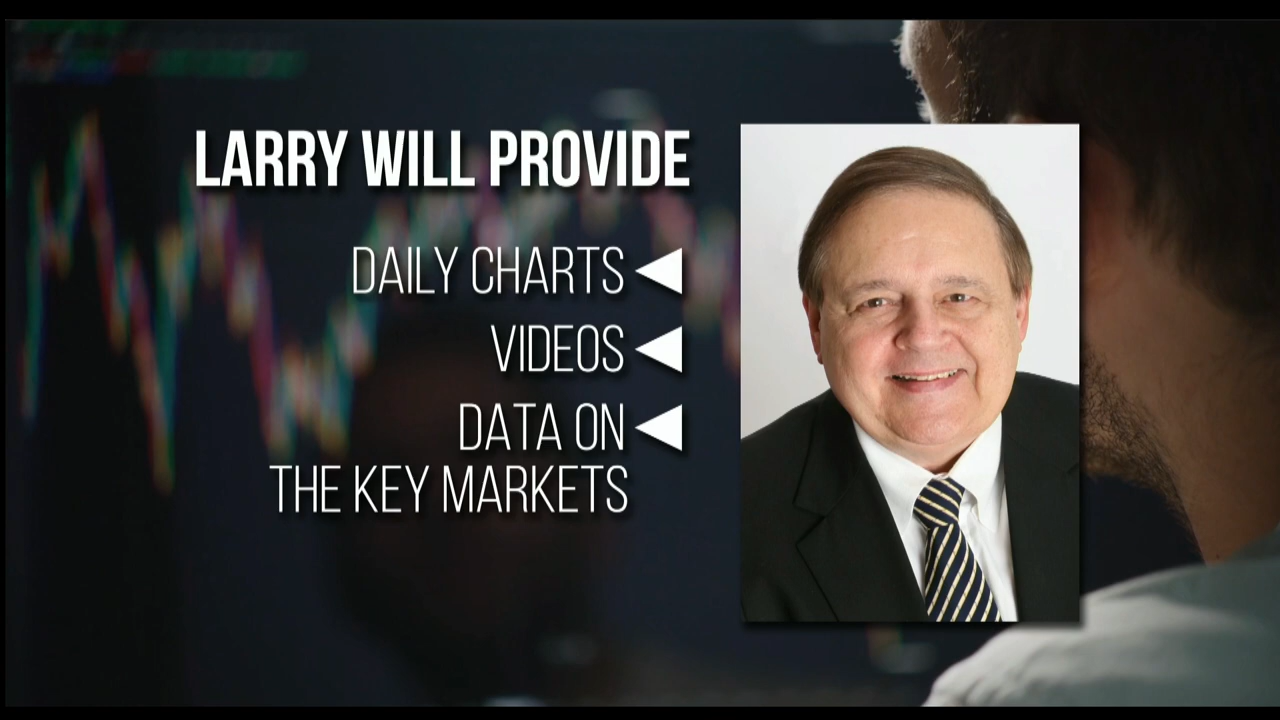 LARRY WILL PROVIDE
DAILY CHARTS
VIDEOS
DATA ON
THE KEY MARKETS